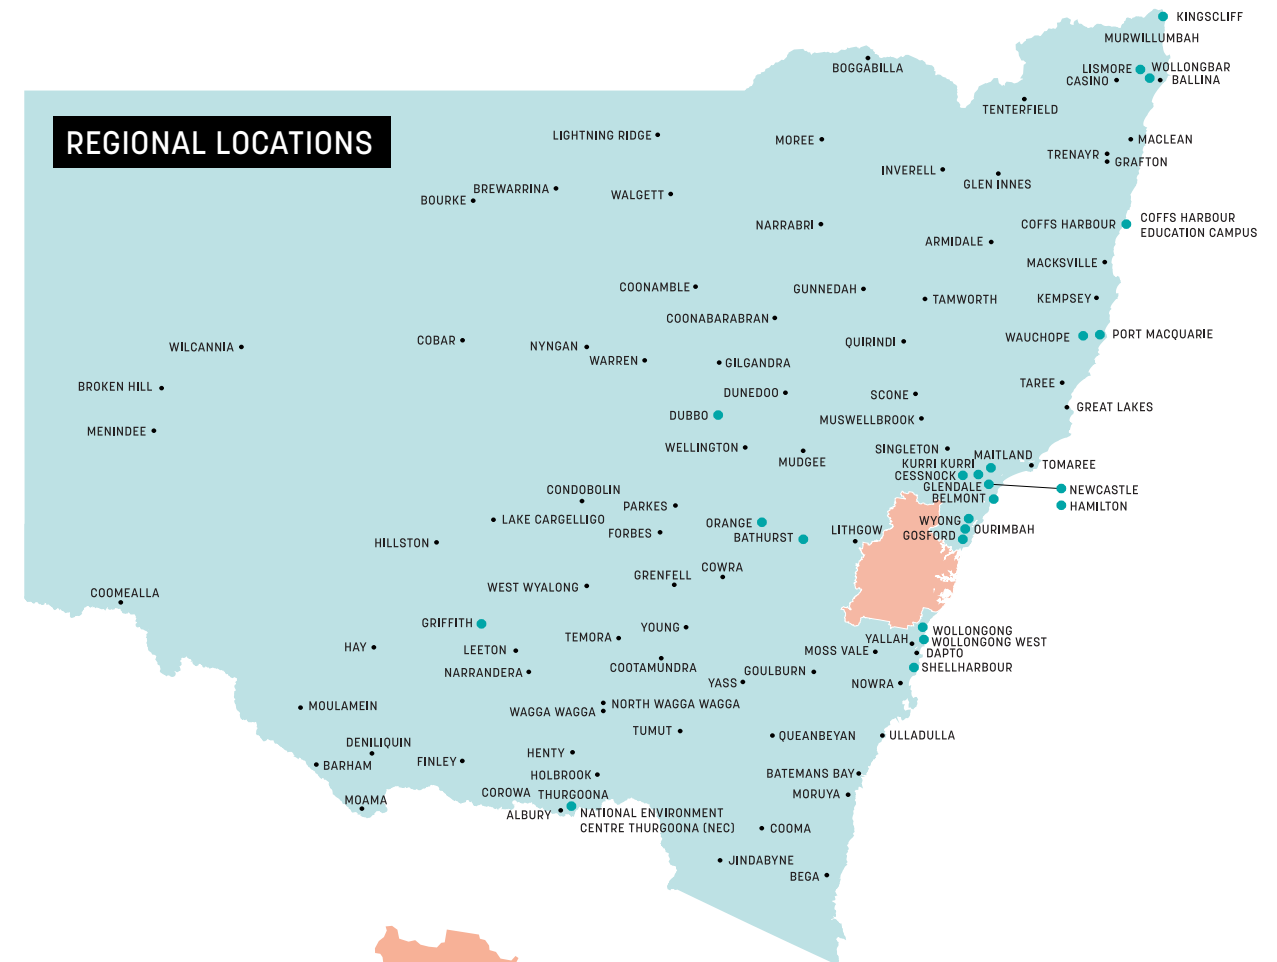 KINGSCLIFF
MURWILLUMBAH
BOGGABILLA
LISMORE
WOLLONGBAR
CASINO
BALLINA
TENTERFIELD
REGIONAL LOCATIONS
LIGHTNING RIDGE
MOREE
MACLEAN
TRENAYR
GRAFTON
INVERELL
GLEN INNES
BREWARRINA
BOURKE
WALGETT
NARRABRI
COFFS HARBOUR
COFFS HARBOUR
EDUCATION CAMPUS
ARMIDALE
MACKSVILLE
COONAMBLE
GUNNEDAH
TAMWORTH
KEMPSEY
COONABARABRAN
WILCANNIA
COBAR
NYNGAN
WARREN
GILGANDRA
QUIRINDI
WAUCHOPE
PORT MACQUARIE
BROKEN HILL
DUNEDOO
SCONE
TAREE
GREAT LAKES
DUBBO
MUSWELLBROOK
MENINDEE
WELLINGTON
MUDGEE
SINGLETON
MAITLAND
KURRI KURRI
TOMAREE
CESSNOCK
GLENDALE
NEWCASTLE
BELMONT
HAMILTON
CONDOBOLIN
PARKES
LAKE CARGELLIGO
ORANGE
WYONG
FORBES
BATHURST
LITHGOW
OURIMBAH
GOSFORD
HILLSTON
COWRA
GRENFELL
WEST WYALONG
COOMEALLA
GRIFFITH
YOUNG
WOLLONGONG
TEMORA
YALLAH
WOLLONGONG WEST
HAY
LEETON
MOSS VALE
DAPTO
COOTAMUNDRA
SHELLHARBOUR
NARRANDERA
GOULBURN
YASS
NOWRA
MOULAMEIN
NORTH WAGGA WAGGA
WAGGA WAGGA
TUMUT
QUEANBEYAN
ULLADULLA
DENILIQUIN
HENTY
BARHAM
FINLEY
HOLBROOK
BATEMANS BAY
COROWA
THURGOONA
MORUYA
MOAMA
ALBURY
NATIONAL ENVIRONMENT
CENTRE THURGOONA (NEC)
COOMA
JINDABYNE
BEGA